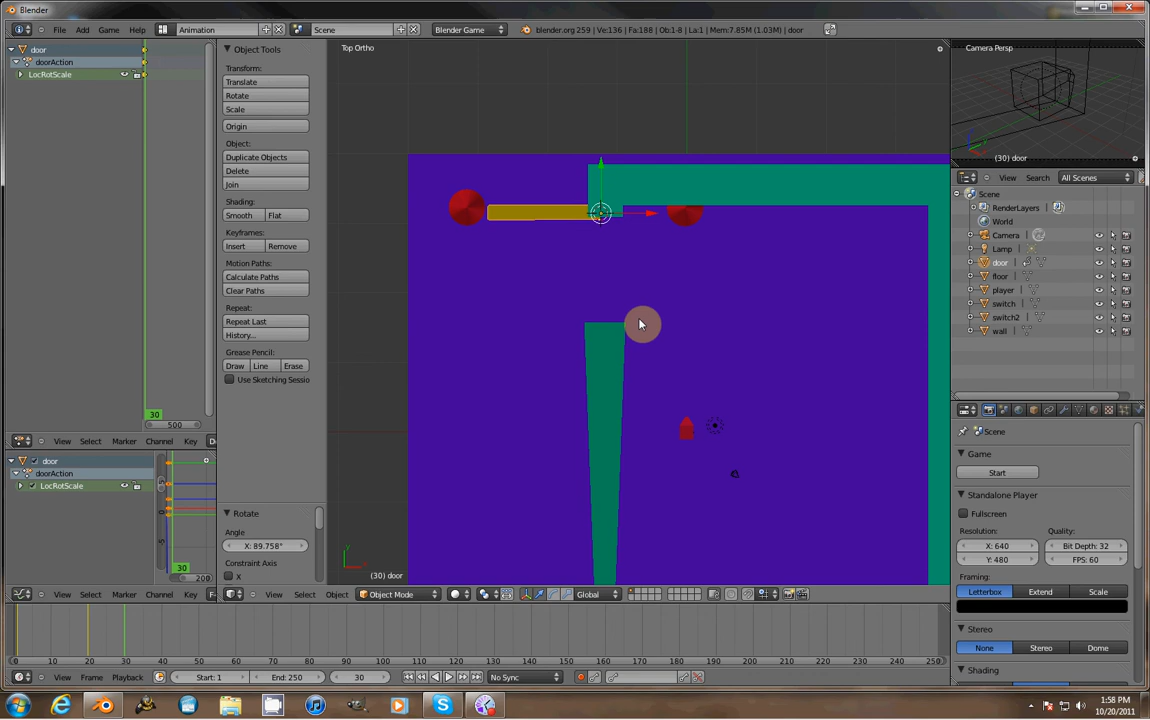 Blender
File Add Game Help Animation Scene Blender Game blender.org 259 | Ve:136 | Fa:188 | Ob:1-8 | La:1 | Mem:7.85M (1.03M) | door
door
doorAction
LocRotScale
30
500
View Select Marker Channel Key
door
doorAction
LocRotScale
0
-5
30
200
View Select Marker Channel Key
Object Tools
Transform:
Translate
Rotate
Scale
Origin
Object:
Duplicate Objects
Delete
Join
Shading:
Smooth Flat
Keyframes:
Insert Remove
Motion Paths:
Calculate Paths
Clear Paths
Repeat:
Repeat Last
History...
Grease Pencil:
Draw Line Erase
Use Sketching Sessio
Rotate
Angle
X: 89.758°
Constraint Axis
X
Top Ortho
(30) door
View Select Object Object Mode Global
Camera Persp
(30) door
View Search All Scenes
Scene
RenderLayers
World
Camera
Lamp
door
floor
player
switch
switch2
wall
Scene
Game
Start
Standalone Player
Fullscreen
Resolution: Quality:
X: 640 Bit Depth: 32
Y: 480 FPS: 60
Framing:
Letterbox Extend Scale
Stereo
None Stereo Dome
Shading
0 10 20 30 40 50 60 70 80 90 100 110 120 130 140 150 160 170 180 190 200 210 220 230 240 250
View Frame Playback Start: 1 End: 250 30 No Sync
1:58 PM
10/20/2011